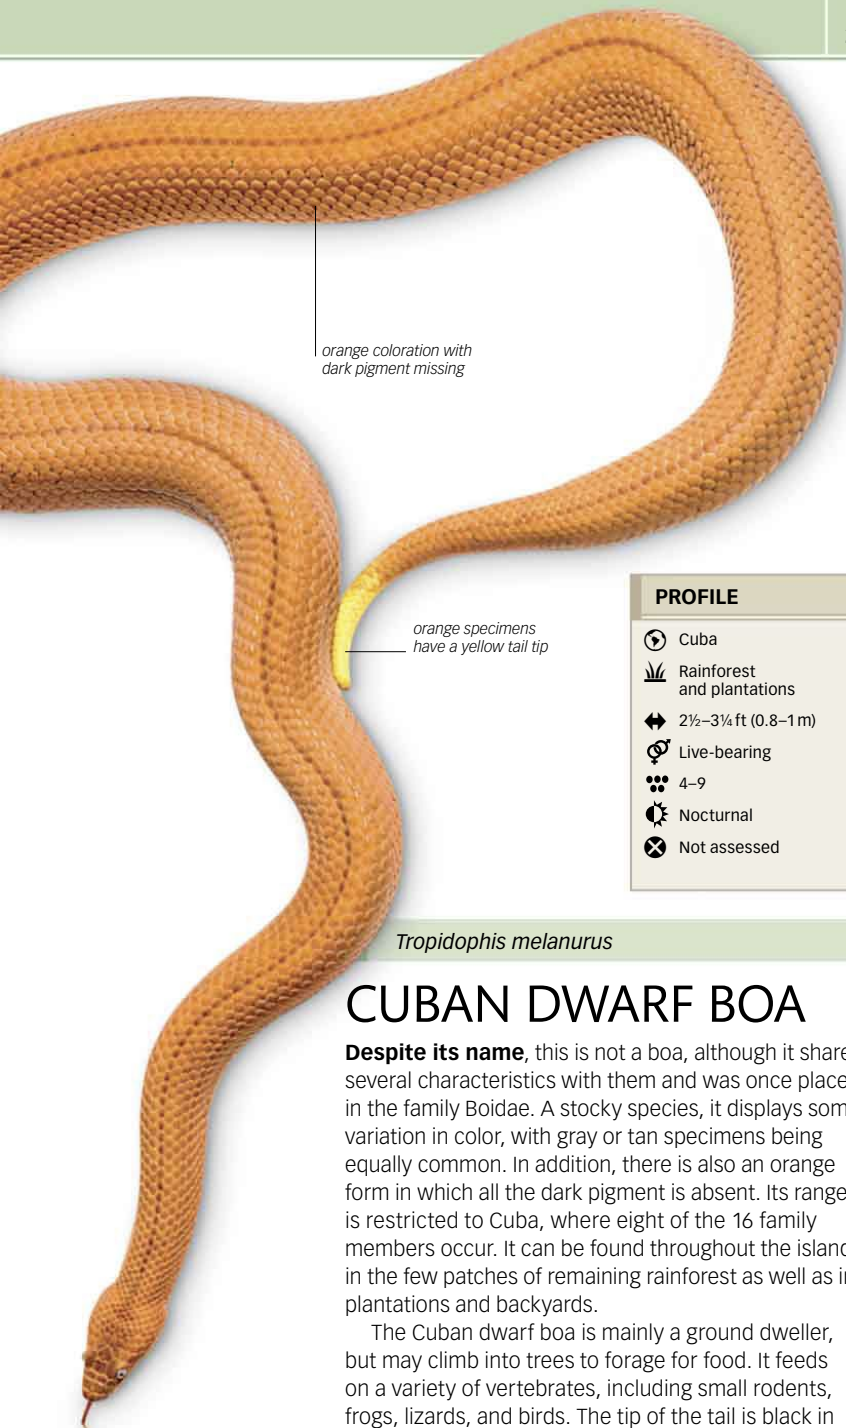 orange coloration with
dark pigment missing
orange specimens
have a yellow tail tip
PROFILE
Cuba
Rainforest
and plantations
2½–3¼ ft (0.8–1 m)
Live-bearing
4–9
Nocturnal
Not assessed
Tropidophis melanurus
CUBAN DWARF BOA
Despite its name, this is not a boa, although it share
several characteristics with them and was once place
in the family Boidae. A stocky species, it displays som
variation in color, with gray or tan specimens being
equally common. In addition, there is also an orange
form in which all the dark pigment is absent. Its range
is restricted to Cuba, where eight of the 16 family
members occur. It can be found throughout the island
in the few patches of remaining rainforest as well as in
plantations and backyards.
The Cuban dwarf boa is mainly a ground dweller,
but may climb into trees to forage for food. It feeds
on a variety of vertebrates, including small rodents,
frogs, lizards, and birds. The tip of the tail is black in